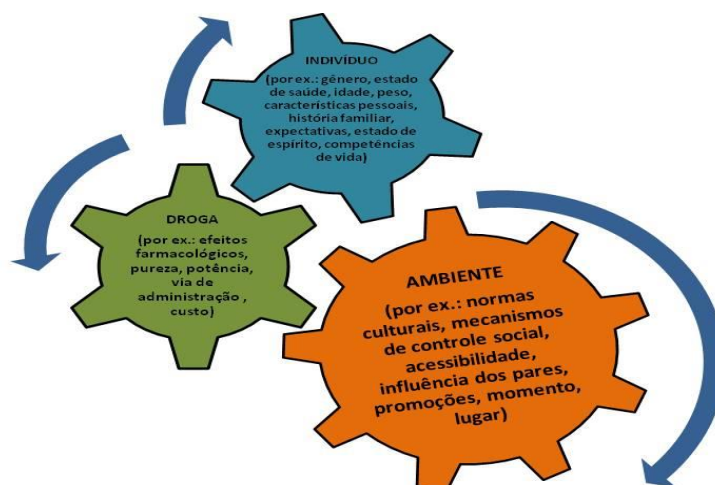 INDIVÍDUO
(por ex.: gênero, estado
de saúde, idade, peso,
características pessoais,
história familiar,
expectativas, estado de
espírito, competências
de vida)
DROGA
(por ex.: efeitos
farmacológicos,
pureza, potência,
via de
administração ,
custo)
AMBIENTE
(por ex.: normas
culturais, mecanismos
de controle social,
acessibilidade,
influência dos pares,
promoções, momento,
lugar)